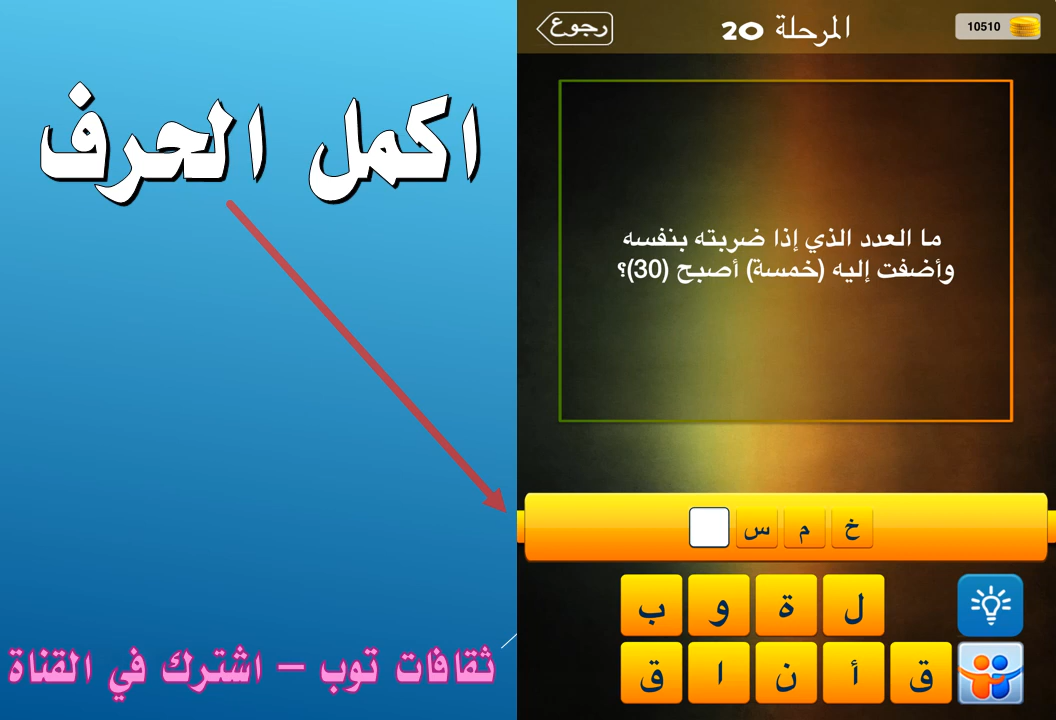 اكمل الحرف
ثقافات توب – اشترك في القناة
رجوع
المرحلة 20
10510
ما العدد الذي إذا ضربته بنفسه
وأضفت إليه (خمسة) أصبح (30)؟
خ م س
ل ة و ب
ق أ ن ا ق